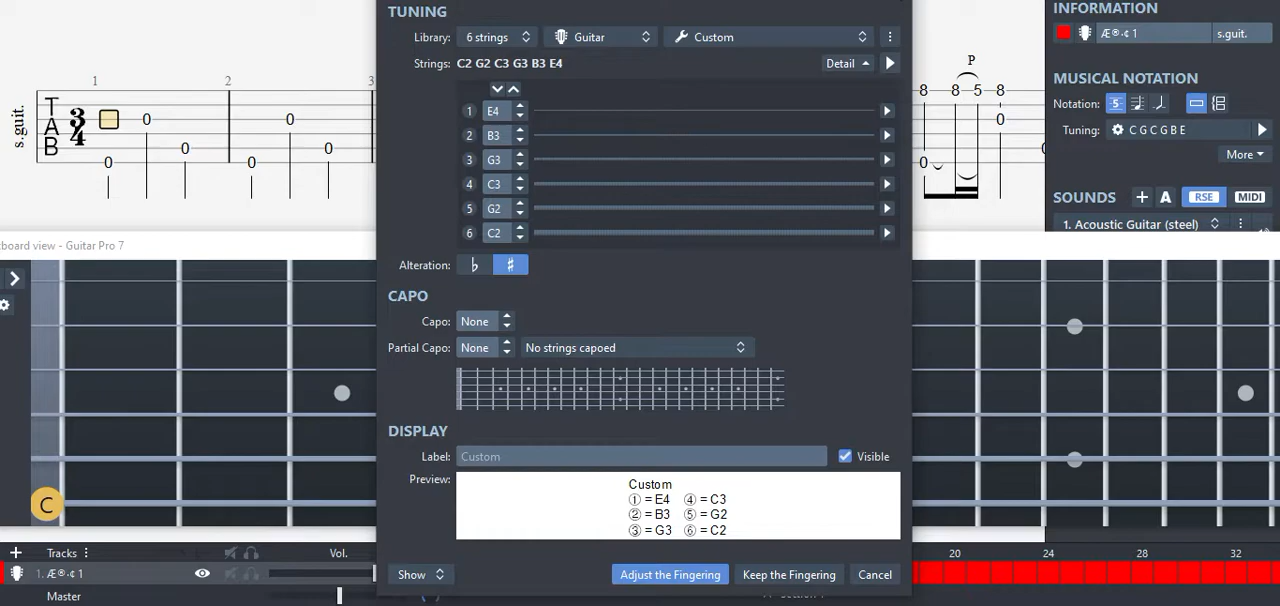 TUNING
Library: 6 strings Guitar Custom
Strings: C2 G2 C3 G3 B3 E4 Detail
1 E4
2 B3
3 G3
4 C3
5 G2
6 C2
Alteration: ♭ ♯
CAPO
Capo: None
Partial Capo: None No strings capoed
DISPLAY
Label: Custom Visible
Preview:
Custom
① = E4 ④ = C3
② = B3 ⑤ = G2
③ = G3 ⑥ = C2
Show Adjust the Fingering Keep the Fingering Cancel
1 2 3
s.guit.
TAB
3
4
0 0 0 0 0 0
P
8 8 5 8
0
0 0
INFORMATION
Æ®·¢ 1 s.guit.
MUSICAL NOTATION
Notation:
Tuning: C G C G B E
More
SOUNDS + A RSE MIDI
1. Acoustic Guitar (steel)
board view - Guitar Pro 7
C
+ Tracks Vol.
1. Æ®·¢ 1
Master
20 24 28 32